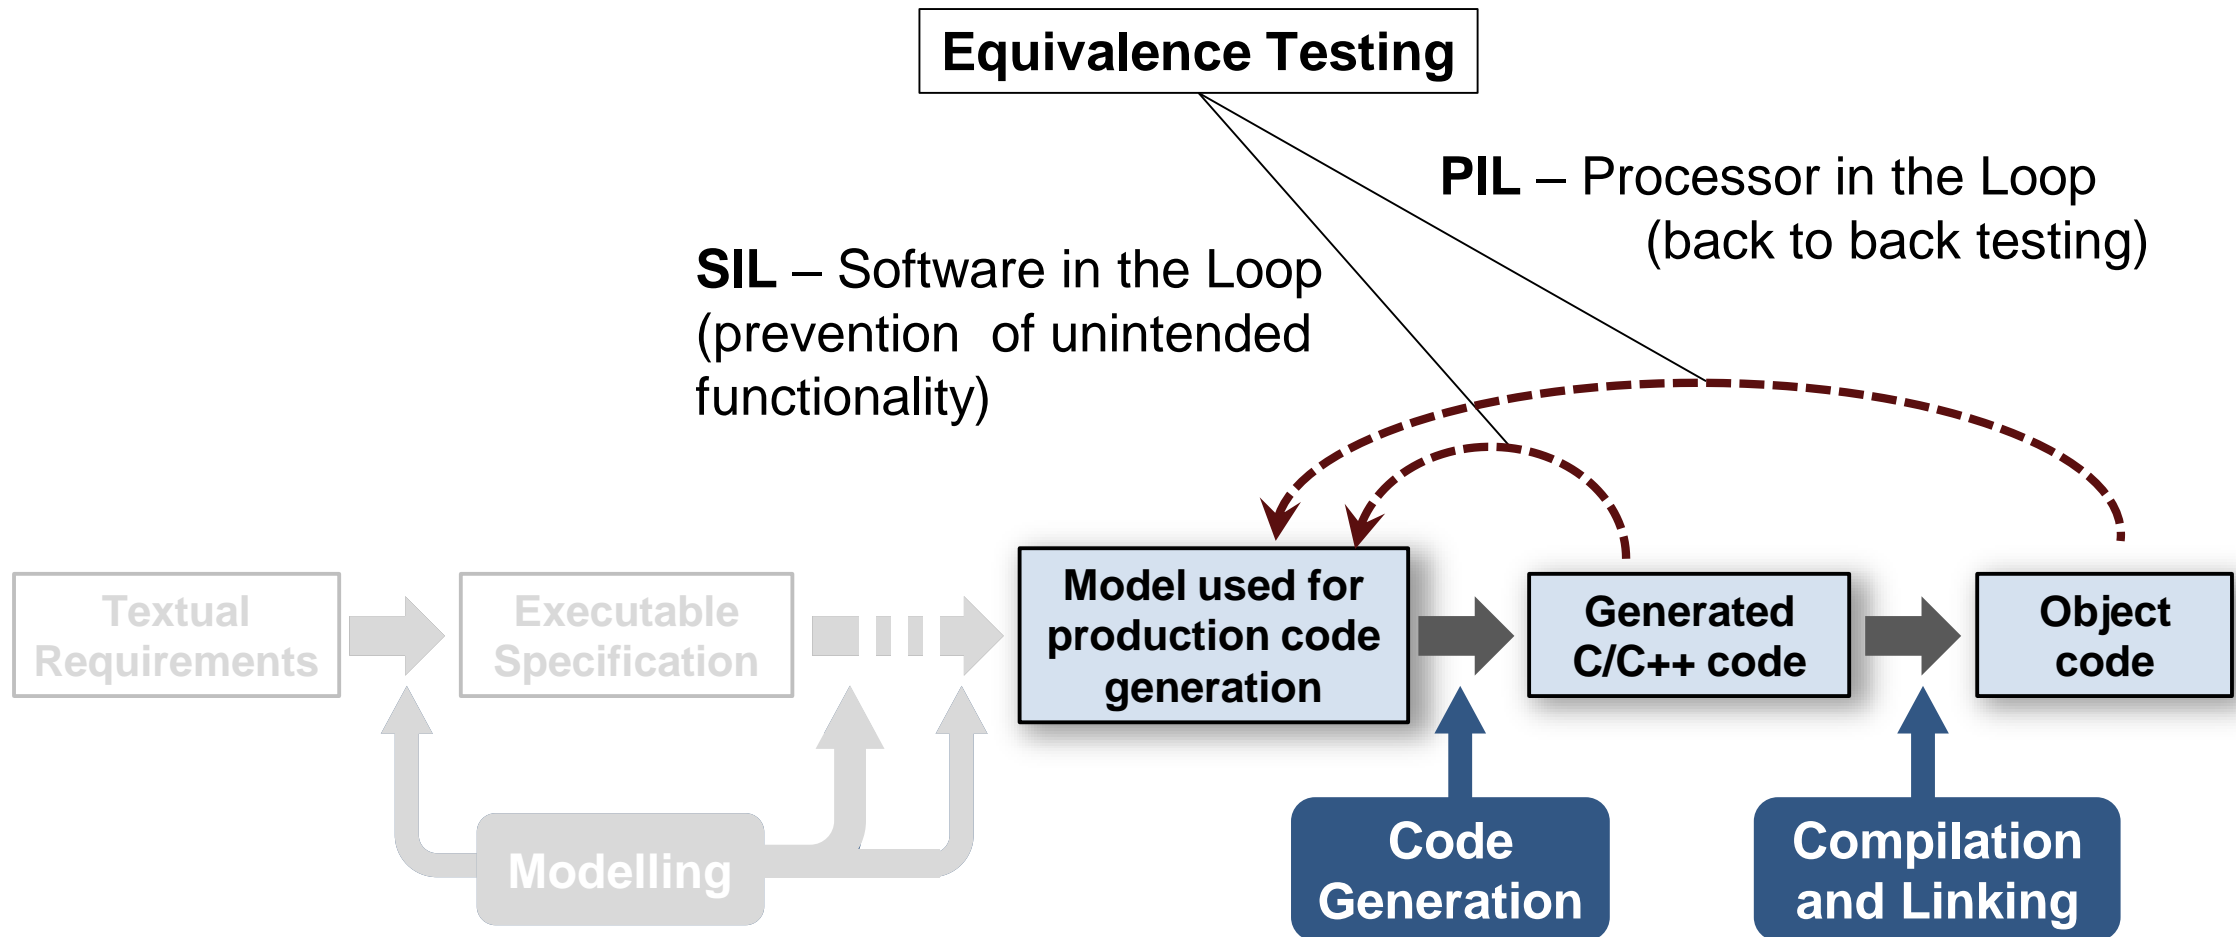 Equivalence Testing
PIL – Processor in the Loop
(back to back testing)
SIL – Software in the Loop
(prevention  of unintended
functionality)
Textual
Requirements
Executable
Specification
Model used for
production code
generation
Generated
C/C++ code
Object
code
Modelling
Code
Generation
Compilation
and Linking